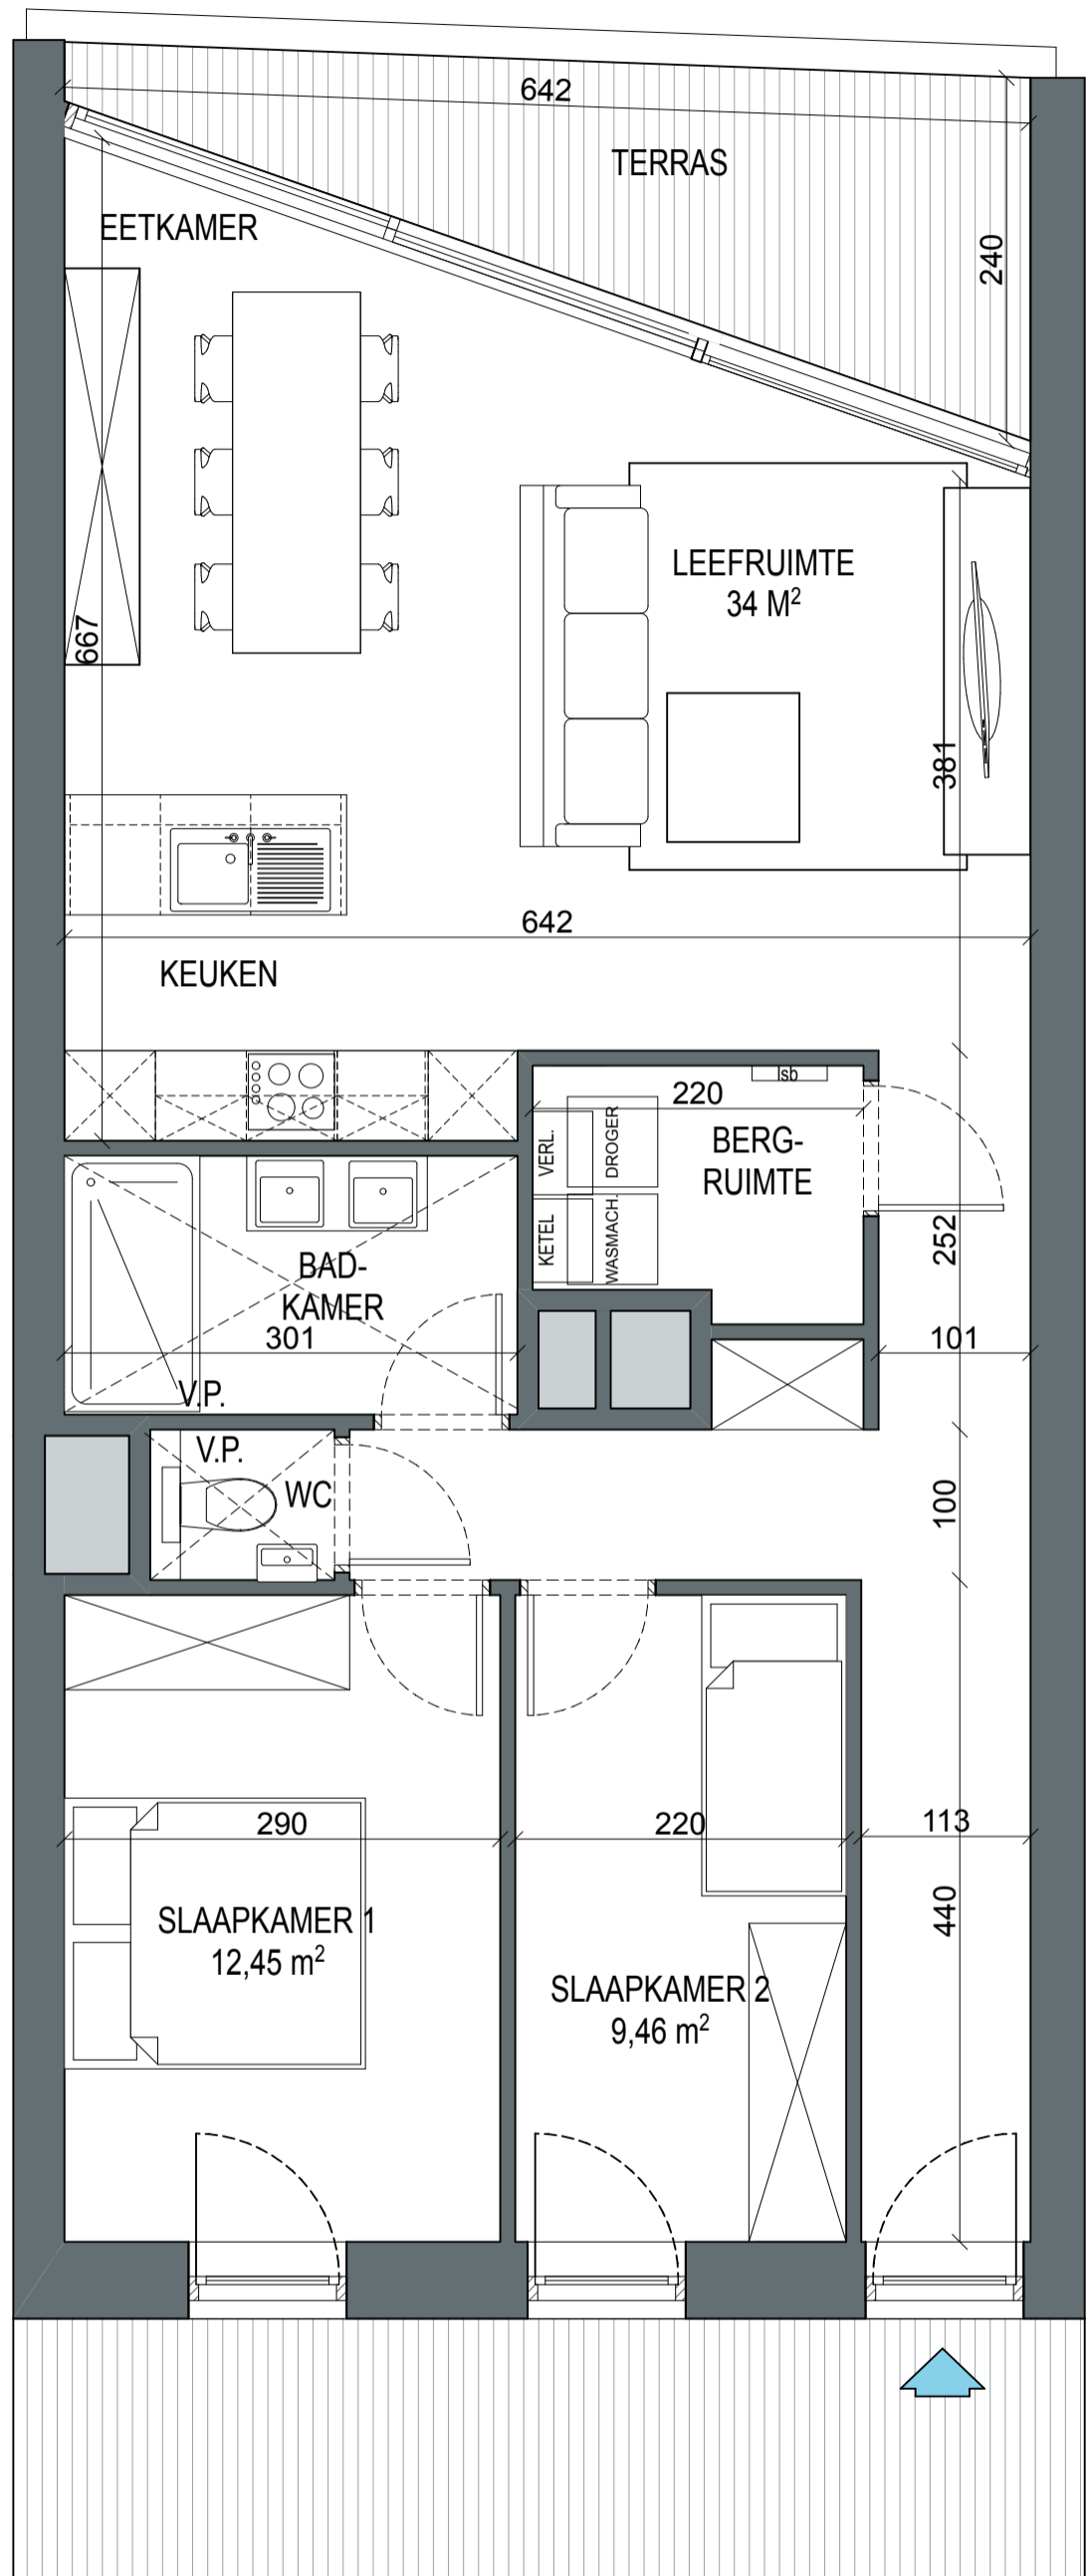 642
TERRAS
EETKAMER
240
LEEFRUIMTE
34 M²
667
381
642
KEUKEN
sb
220
VERL.
DROGER
BERG-
RUIMTE
KETEL
WASMACH.
252
BAD-
KAMER
301
101
V.P.
V.P.
WC
100
290
220
113
SLAAPKAMER 1
12,45 m²
440
SLAAPKAMER 2
9,46 m²